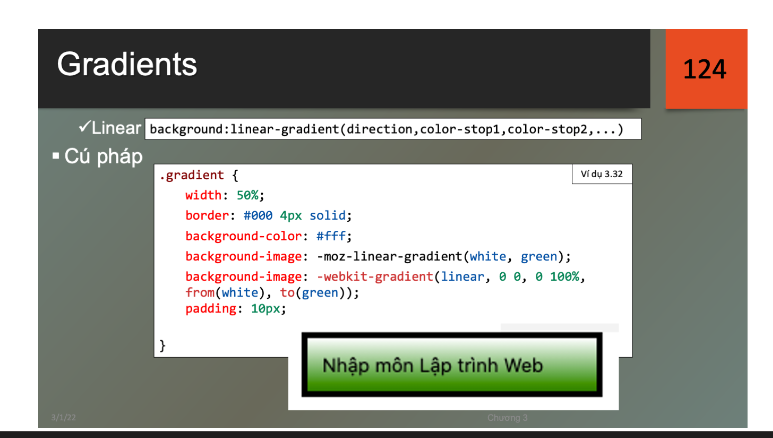 Gradients
124
✓Linear
background:linear-gradient(direction,color-stop1,color-stop2,...)
▪ Cú pháp
Ví dụ 3.32
.gradient {
width: 50%;
border: #000 4px solid;
background-color: #fff;
background-image: -moz-linear-gradient(white, green);
background-image: -webkit-gradient(linear, 0 0, 0 100%,
from(white), to(green));
padding: 10px;
}
Nhập môn Lập trình Web
3/3/22
Chương 3